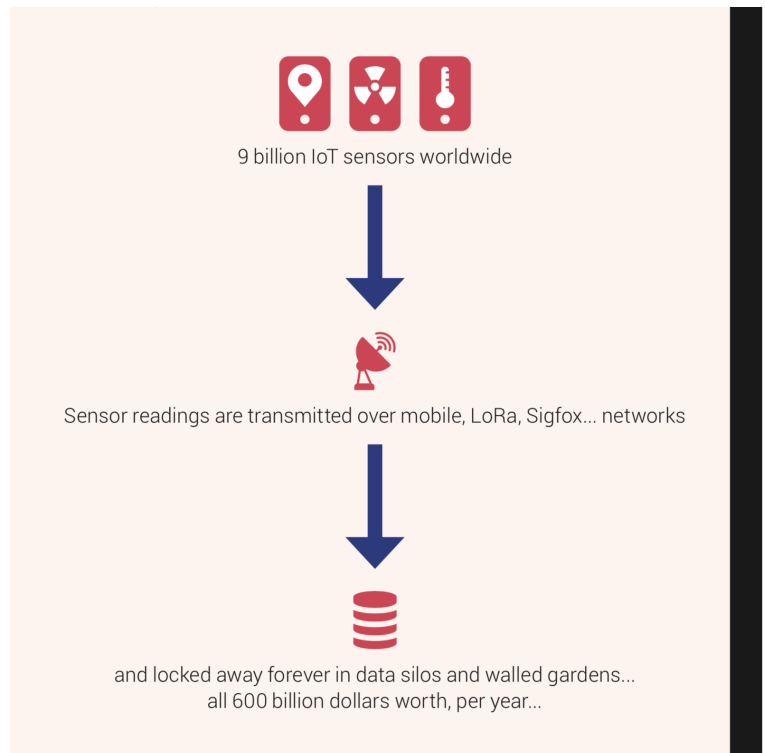 9 billion IoT sensors worldwide
Sensor readings are transmitted over mobile, LoRa, Sigfox... networks
and locked away forever in data silos and walled gardens...
all 600 billion dollars worth, per year...